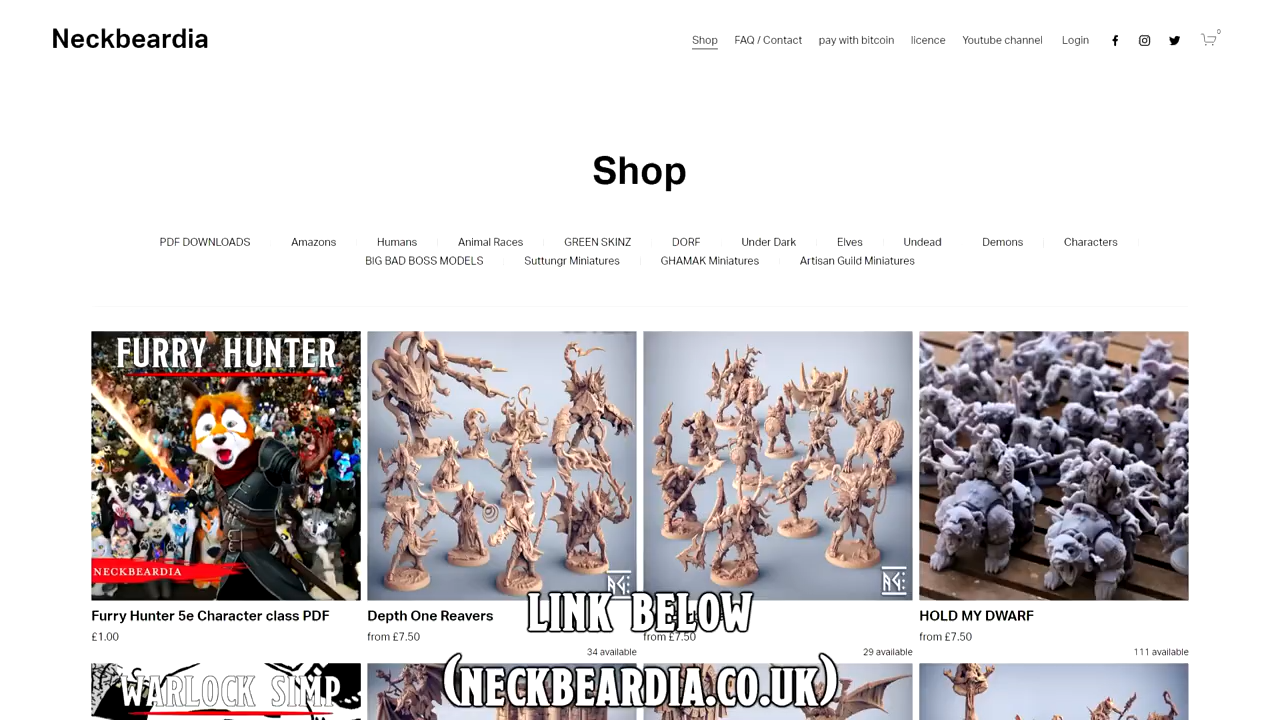 Neckbeardia
Shop
FAQ / Contact
pay with bitcoin
licence
Youtube channel
Login
0
Shop
PDF DOWNLOADS
Amazons
Humans
Animal Races
GREEN SKINZ
DORF
Under Dark
Elves
Undead
Demons
Characters
BIG BAD BOSS MODELS
Suttungr Miniatures
GHAMAK Miniatures
Artisan Guild Miniatures
FURRY HUNTER
NECKBEARDIA
Furry Hunter 5e Character class PDF
£1.00
Depth One Reavers
from £7.50
34 available
from £7.50
29 available
HOLD MY DWARF
from £7.50
111 available
LINK BELOW
(NECKBEARDIA.CO.UK)
WARLOCK SIMP